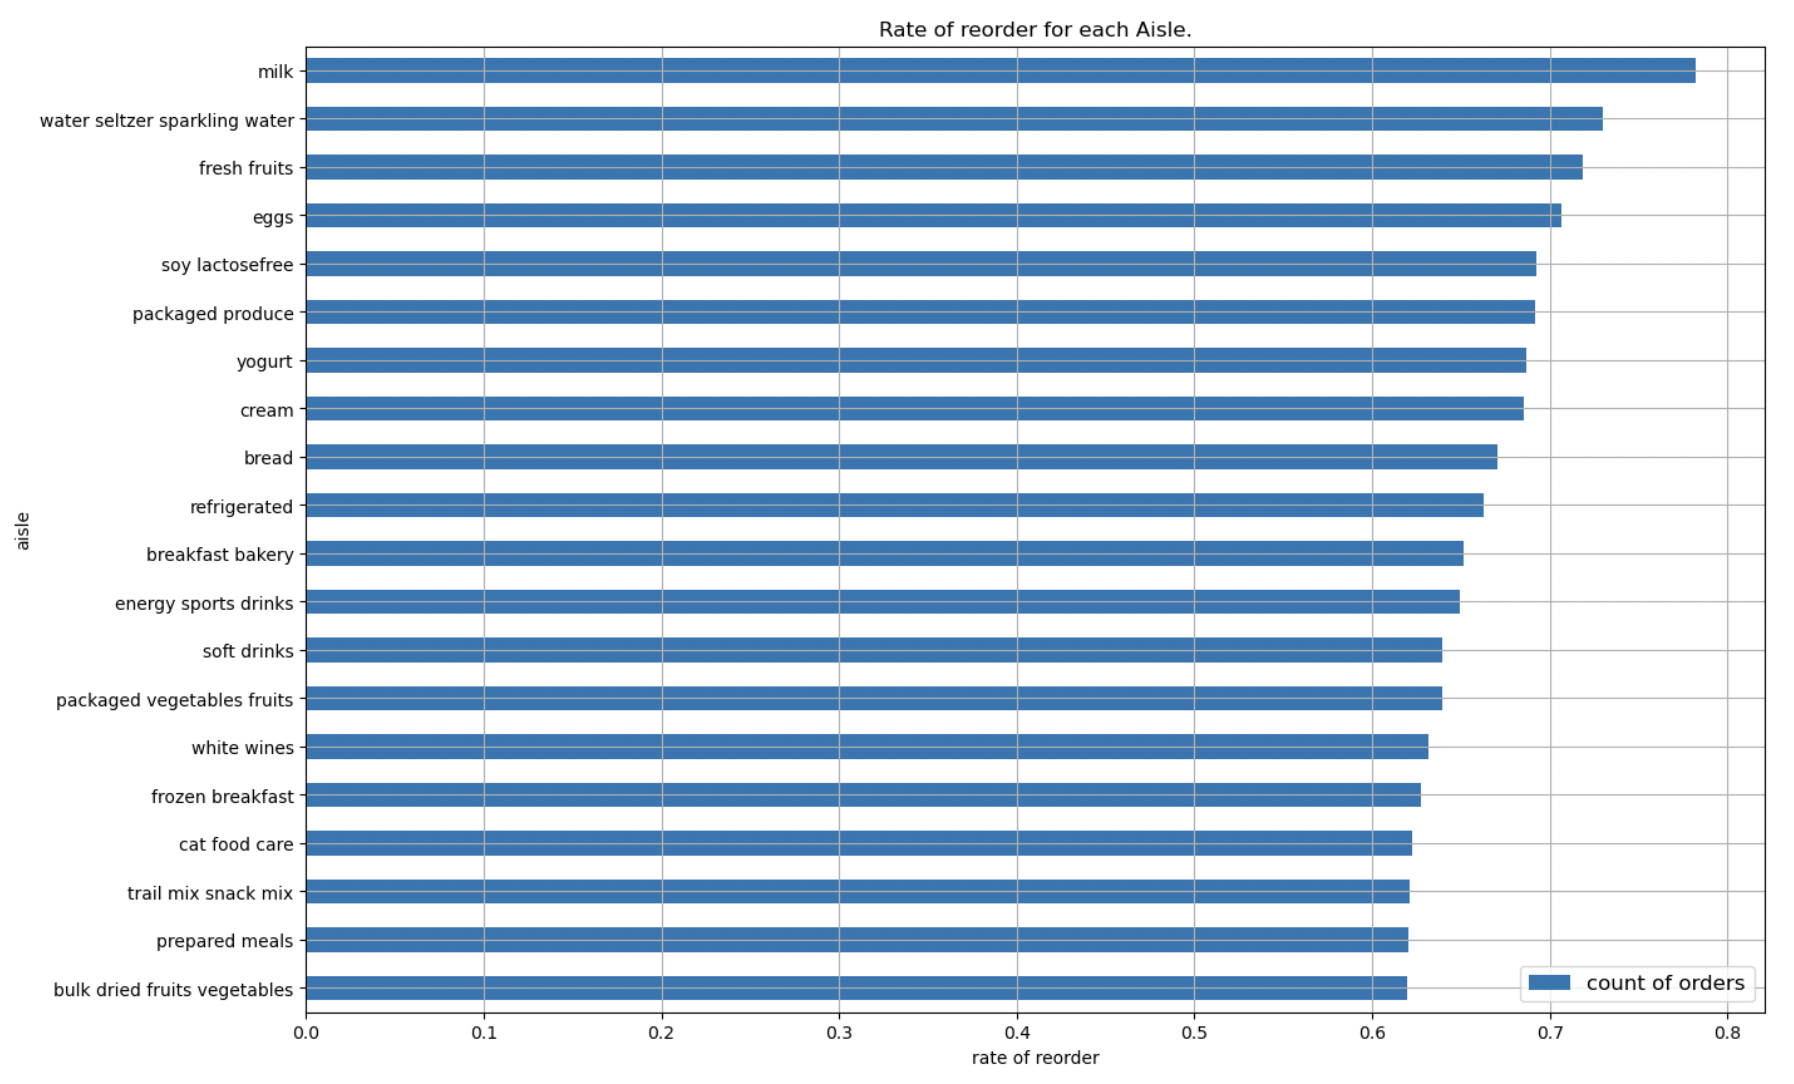 Rate of reorder for each Aisle.
milk
water seltzer sparkling water
fresh fruits
eggs
soy lactosefree
packaged produce
yogurt
cream
bread
refrigerated
breakfast bakery
energy sports drinks
soft drinks
packaged vegetables fruits
white wines
frozen breakfast
cat food care
trail mix snack mix
prepared meals
bulk dried fruits vegetables
aisle
count of orders
0.0 0.1 0.2 0.3 0.4 0.5 0.6 0.7 0.8
rate of reorder